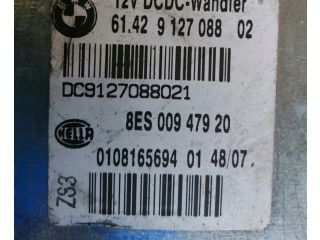 12V DCDC-Wandler
61.42 9 127 088 02
DC9127088021
8ES 009 479 20
HELLA
0108165694 01 48/07.
ZS3